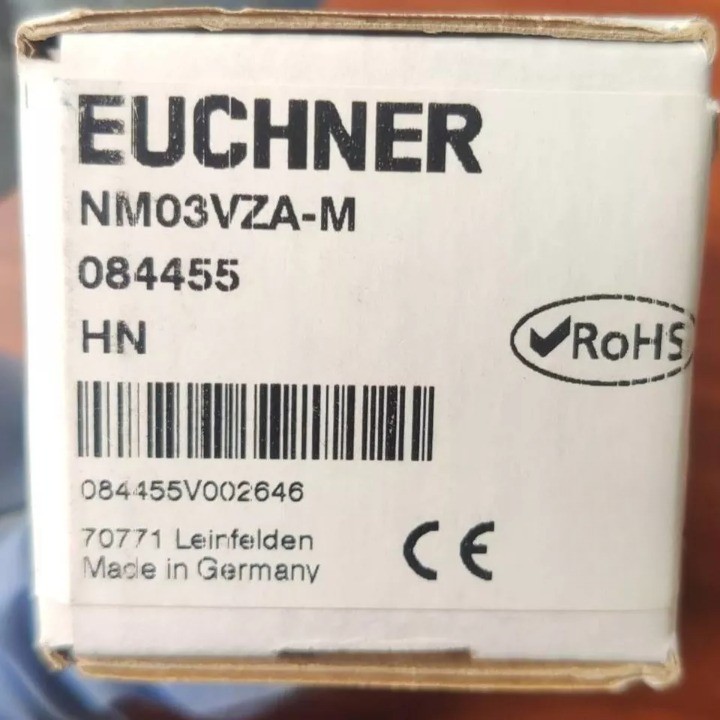 EUCHNER
NM03VZA-M
084455
HN
RoHS
084455V002646
70771 Leinfelden
Made in Germany
CE